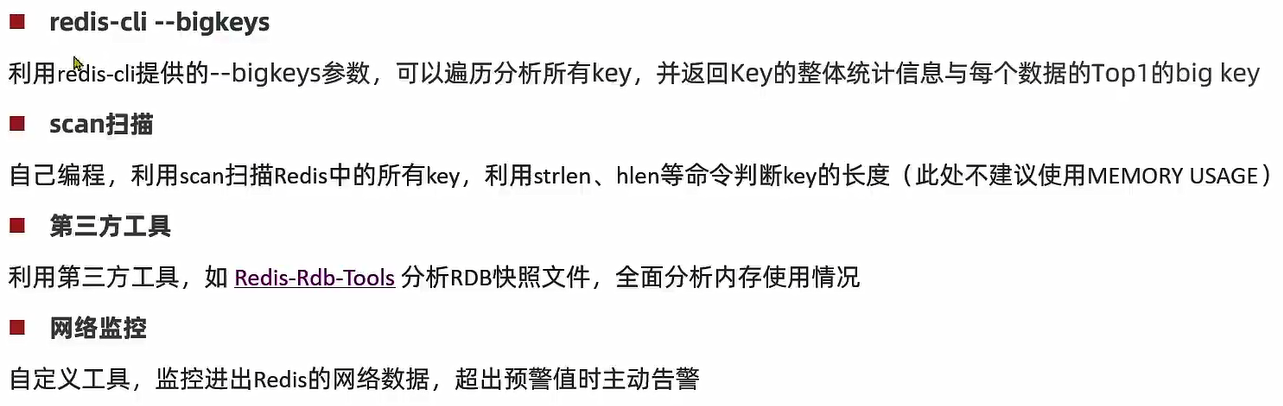 redis-cli --bigkeys
利用redis-cli提供的--bigkeys参数，可以遍历分析所有key，并返回Key的整体统计信息与每个数据的Top1的big key
scan扫描
自己编程，利用scan扫描Redis中的所有key，利用strlen、hlen等命令判断key的长度（此处不建议使用MEMORY USAGE）
第三方工具
利用第三方工具，如 Redis-Rdb-Tools 分析RDB快照文件，全面分析内存使用情况
网络监控
自定义工具，监控进出Redis的网络数据，超出预警值时主动告警